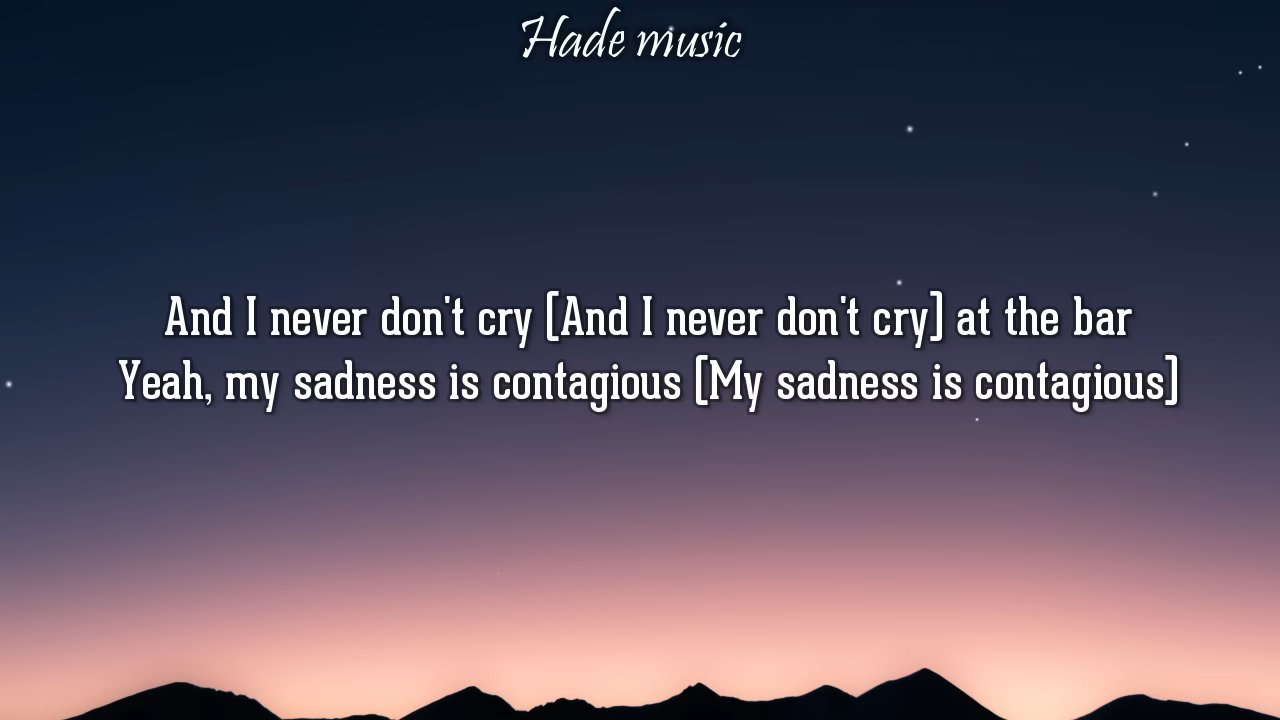 Hade music
And I never don't cry [And I never don't cry] at the bar
Yeah, my sadness is contagious [My sadness is contagious]